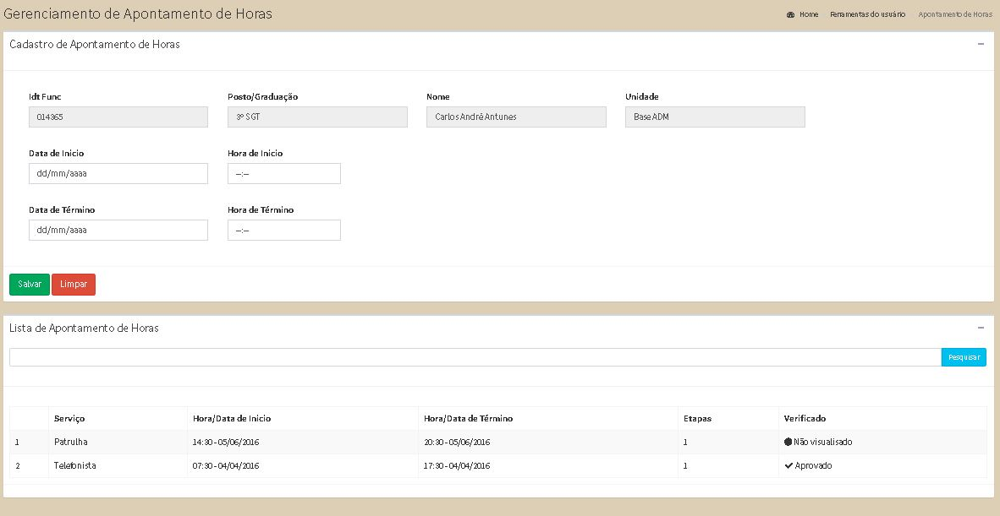 Gerenciamento de Apontamento de Horas
Home Ferramentas do usuário Apontamento de Horas
Cadastro de Apontamento de Horas
Idt Func Posto/Graduação Nome Unidade
014365 3º SGT Carlos André Antunes Base ADM
Data de Inicio Hora de Inicio
dd/mm/aaaa --:--
Data de Término Hora de Término
dd/mm/aaaa --:--
Salvar Limpar
Lista de Apontamento de Horas
Pesquisar
Serviço Hora/Data de Inicio Hora/Data de Término Etapas Verificado
1 Patrulha 14:30 - 05/06/2016 20:30 - 05/06/2016 1 Não visualisado
2 Telefonista 07:30 - 04/04/2016 17:30 - 04/04/2016 1 Aprovado